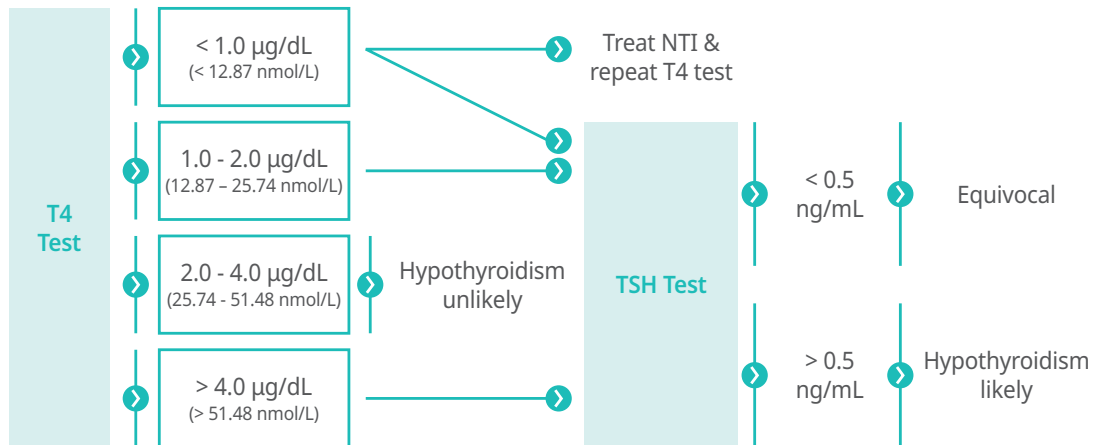 T4
Test
< 1.0 µg/dL
(< 12.87 nmol/L)
Treat NTI &
repeat T4 test
1.0 - 2.0 µg/dL
(12.87 – 25.74 nmol/L)
2.0 - 4.0 µg/dL
(25.74 - 51.48 nmol/L)
Hypothyroidism
unlikely
> 4.0 µg/dL
(> 51.48 nmol/L)
TSH Test
< 0.5
ng/mL
Equivocal
> 0.5
ng/mL
Hypothyroidism
likely